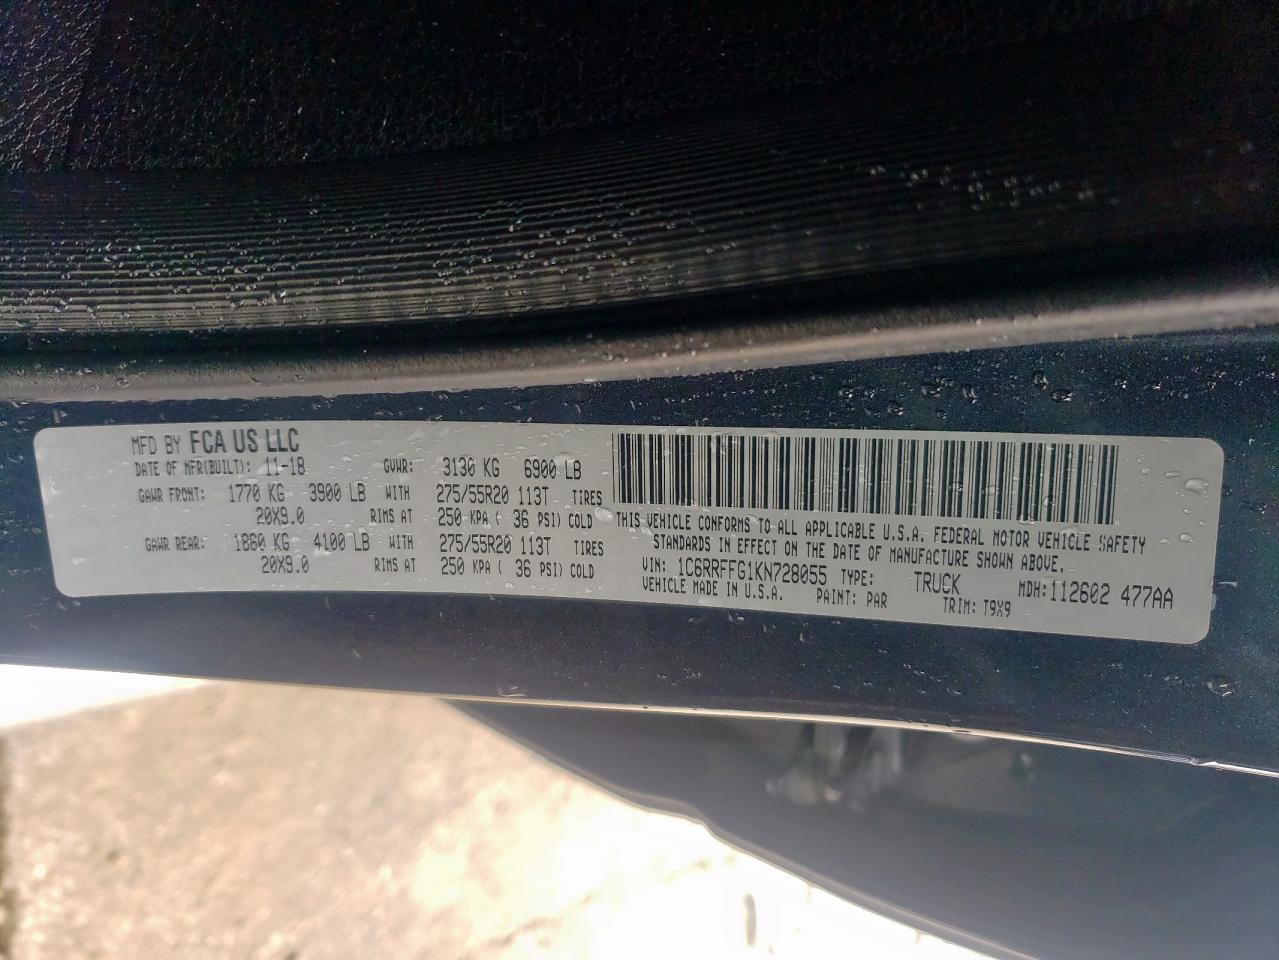 MFD BY FCA US LLC
DATE OF MFR(BUILT): 11-18 GVWR: 3130 KG 6900 LB
GAWR FRONT: 1770 KG 3900 LB WITH 275/55R20 113T TIRES
20X9.0 RIMS AT 250 KPA ( 36 PSI) COLD
GAWR REAR: 1860 KG 4100 LB WITH 275/55R20 113T TIRES
20X9.0 RIMS AT 250 KPA ( 36 PSI) COLD
THIS VEHICLE CONFORMS TO ALL APPLICABLE U.S.A. FEDERAL MOTOR VEHICLE SAFETY
STANDARDS IN EFFECT ON THE DATE OF MANUFACTURE SHOWN ABOVE.
VIN: 1C6RRFFG1KN728055 TYPE: TRUCK MDH: 112602 477AA
VEHICLE MADE IN U.S.A. PAINT: PAR TRIM: T9X9